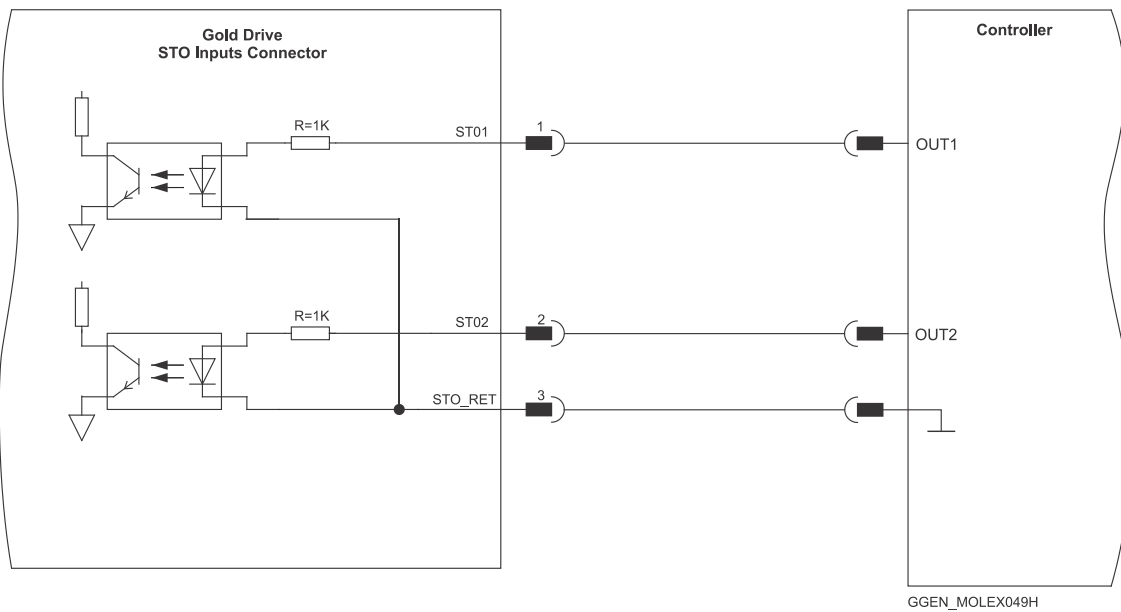 Gold Drive
STO Inputs Connector
Controller
R=1K
ST01
1
OUT1
R=1K
ST02
2
OUT2
STO_RET
3
GGEN_MOLEX049H